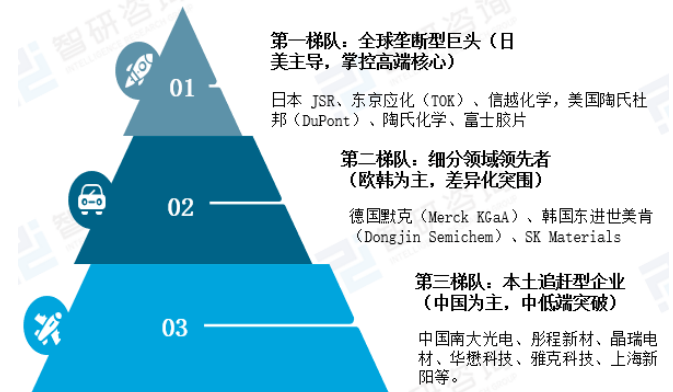 01
第一梯队：全球垄断型巨头（日
美主导，掌控高端核心）
日本 JSR、东京应化（TOK）、信越化学，美国陶氏杜
邦（DuPont）、陶氏化学、富士胶片
02
第二梯队：细分领域领先者
（欧韩为主，差异化突围）
德国默克（Merck KGaA）、韩国东进世美肯
（Dongjin Semichem）、SK Materials
03
第三梯队：本土追赶型企业
（中国为主，中低端突破）
中国南大光电、彤程新材、晶瑞电
材、华懋科技、雅克科技、上海新
阳等。
智研咨询